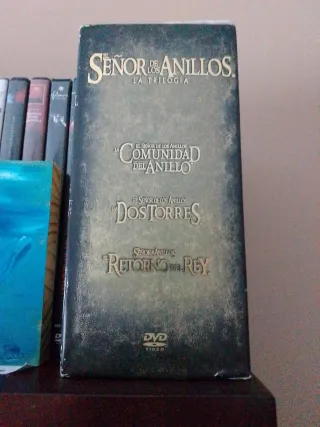 EL
SEÑOR DE LOS ANILLOS
LA TRILOGÍA
EL SEÑOR DE LOS ANILLOS
LA COMUNIDAD
DEL ANILLO
EL SEÑOR DE LOS ANILLOS
LAS DOS TORRES
EL SEÑOR DE LOS ANILLOS
EL RETORNO DEL REY
DVD
VIDEO